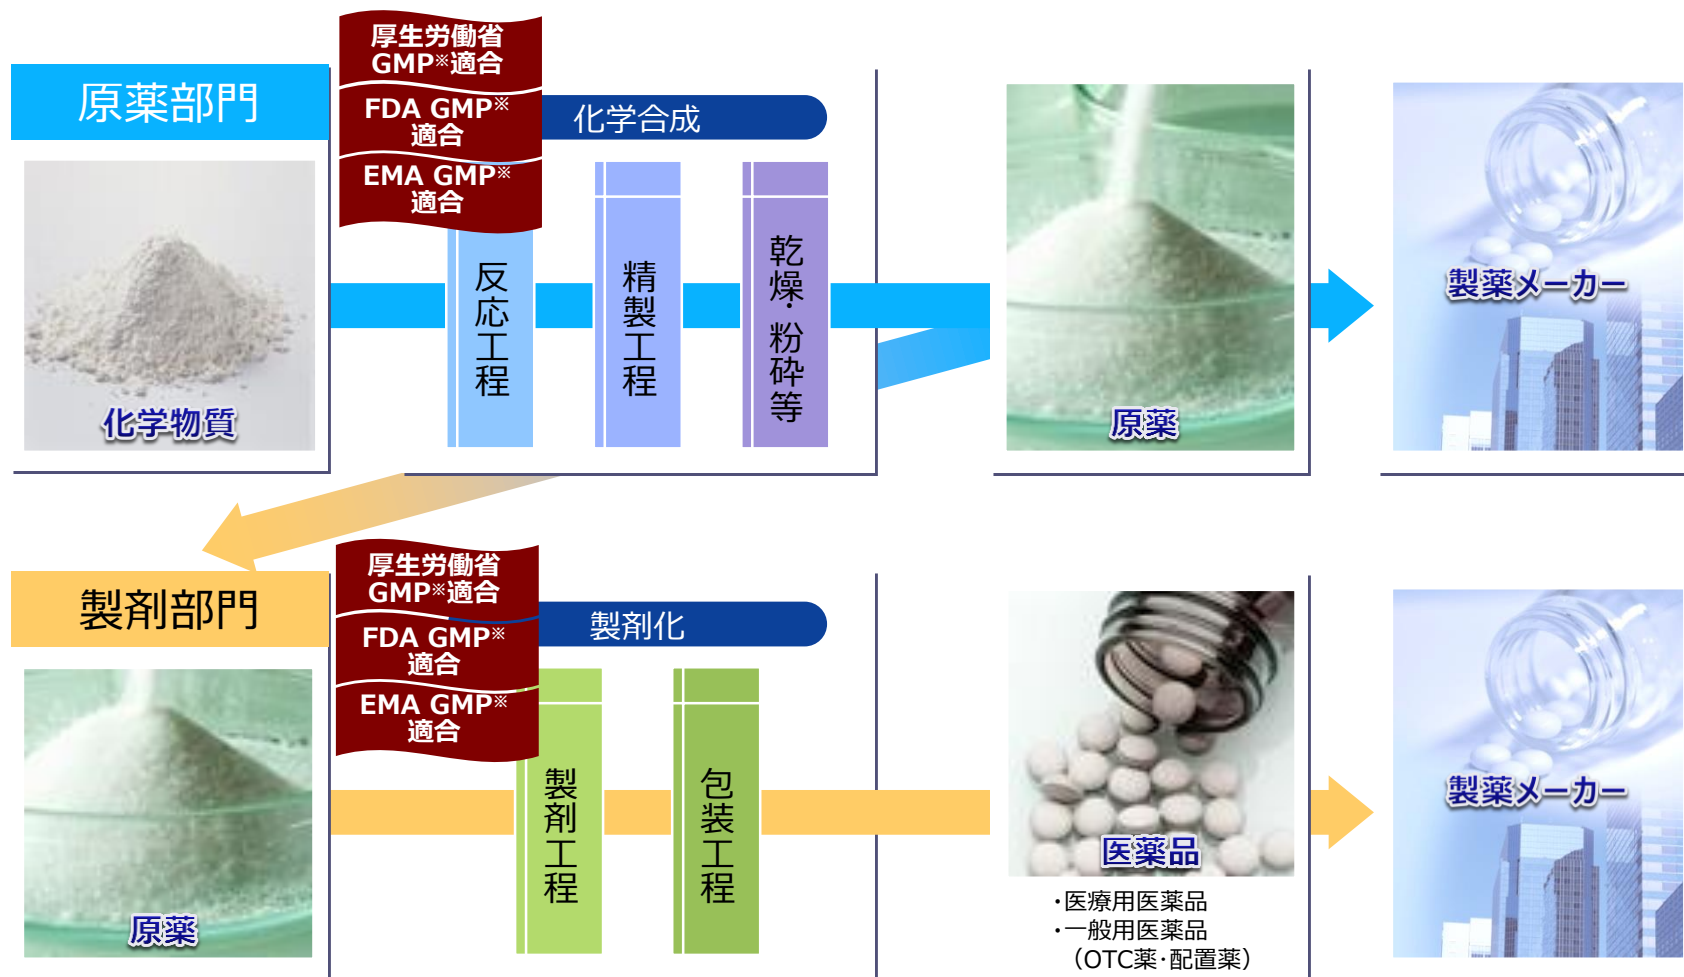 原薬部門
厚生労働省
GMP※適合
FDA GMP※
適合
EMA GMP※
適合
化学合成
反応工程
精製工程
乾燥・粉砕等
化学物質
原薬
製薬メーカー
製剤部門
厚生労働省
GMP※適合
FDA GMP※
適合
EMA GMP※
適合
製剤化
製剤工程
包装工程
原薬
医薬品
・医療用医薬品
・一般用医薬品
（OTC薬・配置薬）
製薬メーカー